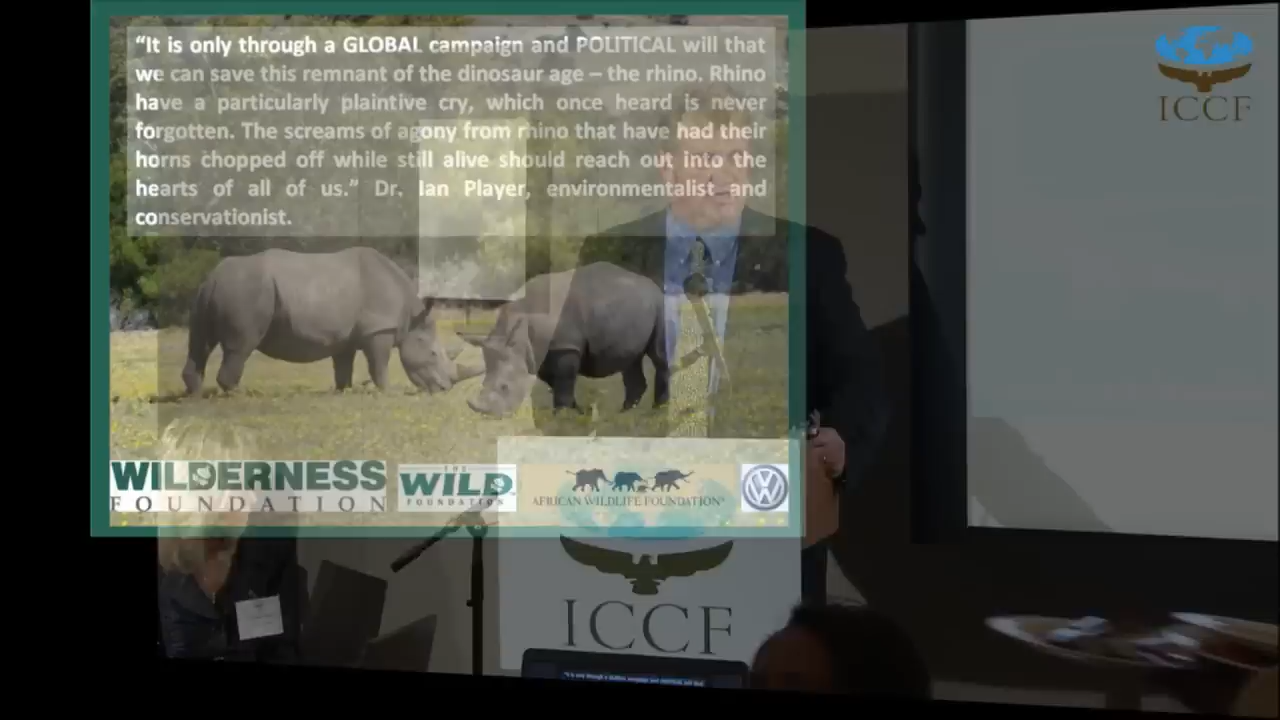 “It is only through a GLOBAL campaign and POLITICAL will that
we can save this remnant of the dinosaur age – the rhino. Rhino
have a particularly plaintive cry, which once heard is never
forgotten. The screams of agony from rhino that have had their
horns chopped off while still alive should reach out into the
hearts of all of us.” Dr. Ian Player, environmentalist and
conservationist.
ICCF
WILDERNESS
FOUNDATION
THE
WILD
FOUNDATION
AFRICAN WILDLIFE FOUNDATION®
VW
ICCF